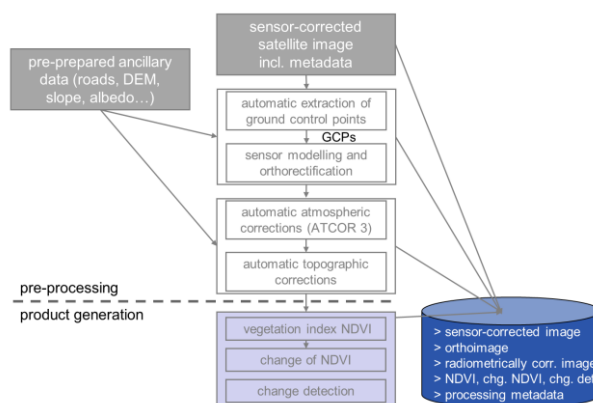 sensor-corrected
satellite image
incl. metadata
pre-prepared ancillary
data (roads, DEM,
slope, albedo…)
automatic extraction of
ground control points
GCPs
sensor modelling and
orthorectification
automatic atmospheric
corrections (ATCOR 3)
automatic topographic
corrections
pre-processing
product generation
vegetation index NDVI
change of NDVI
change detection
> sensor-corrected image
> orthoimage
> radiometrically corr. image
> NDVI, chg. NDVI, chg. det
> processing metadata